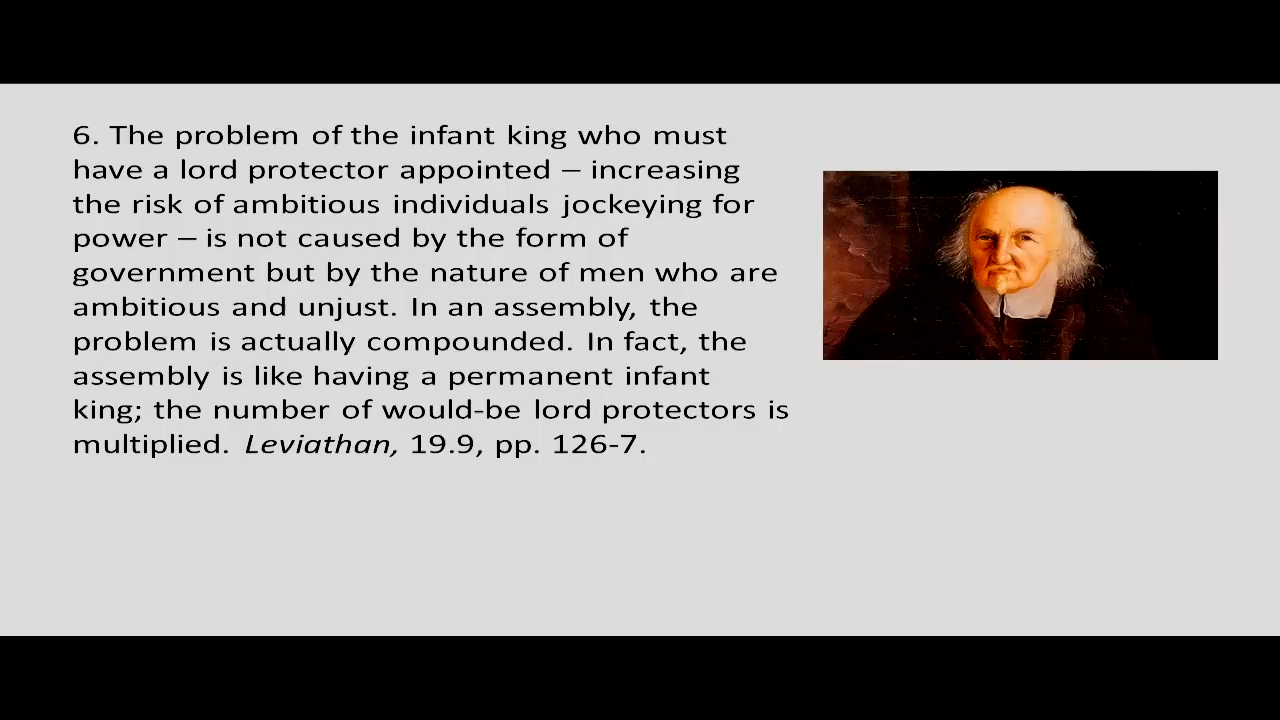 6. The problem of the infant king who must
have a lord protector appointed – increasing
the risk of ambitious individuals jockeying for
power – is not caused by the form of
government but by the nature of men who are
ambitious and unjust. In an assembly, the
problem is actually compounded. In fact, the
assembly is like having a permanent infant
king; the number of would-be lord protectors is
multiplied. Leviathan, 19.9, pp. 126-7.